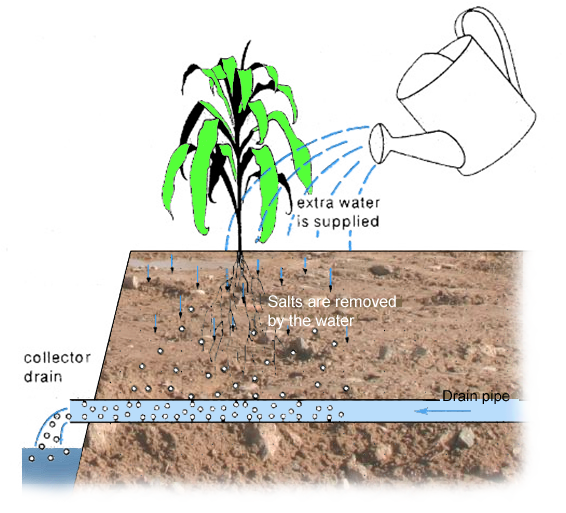 extra water
is supplied
Salts are removed
by the water
collector
drain
Drain pipe